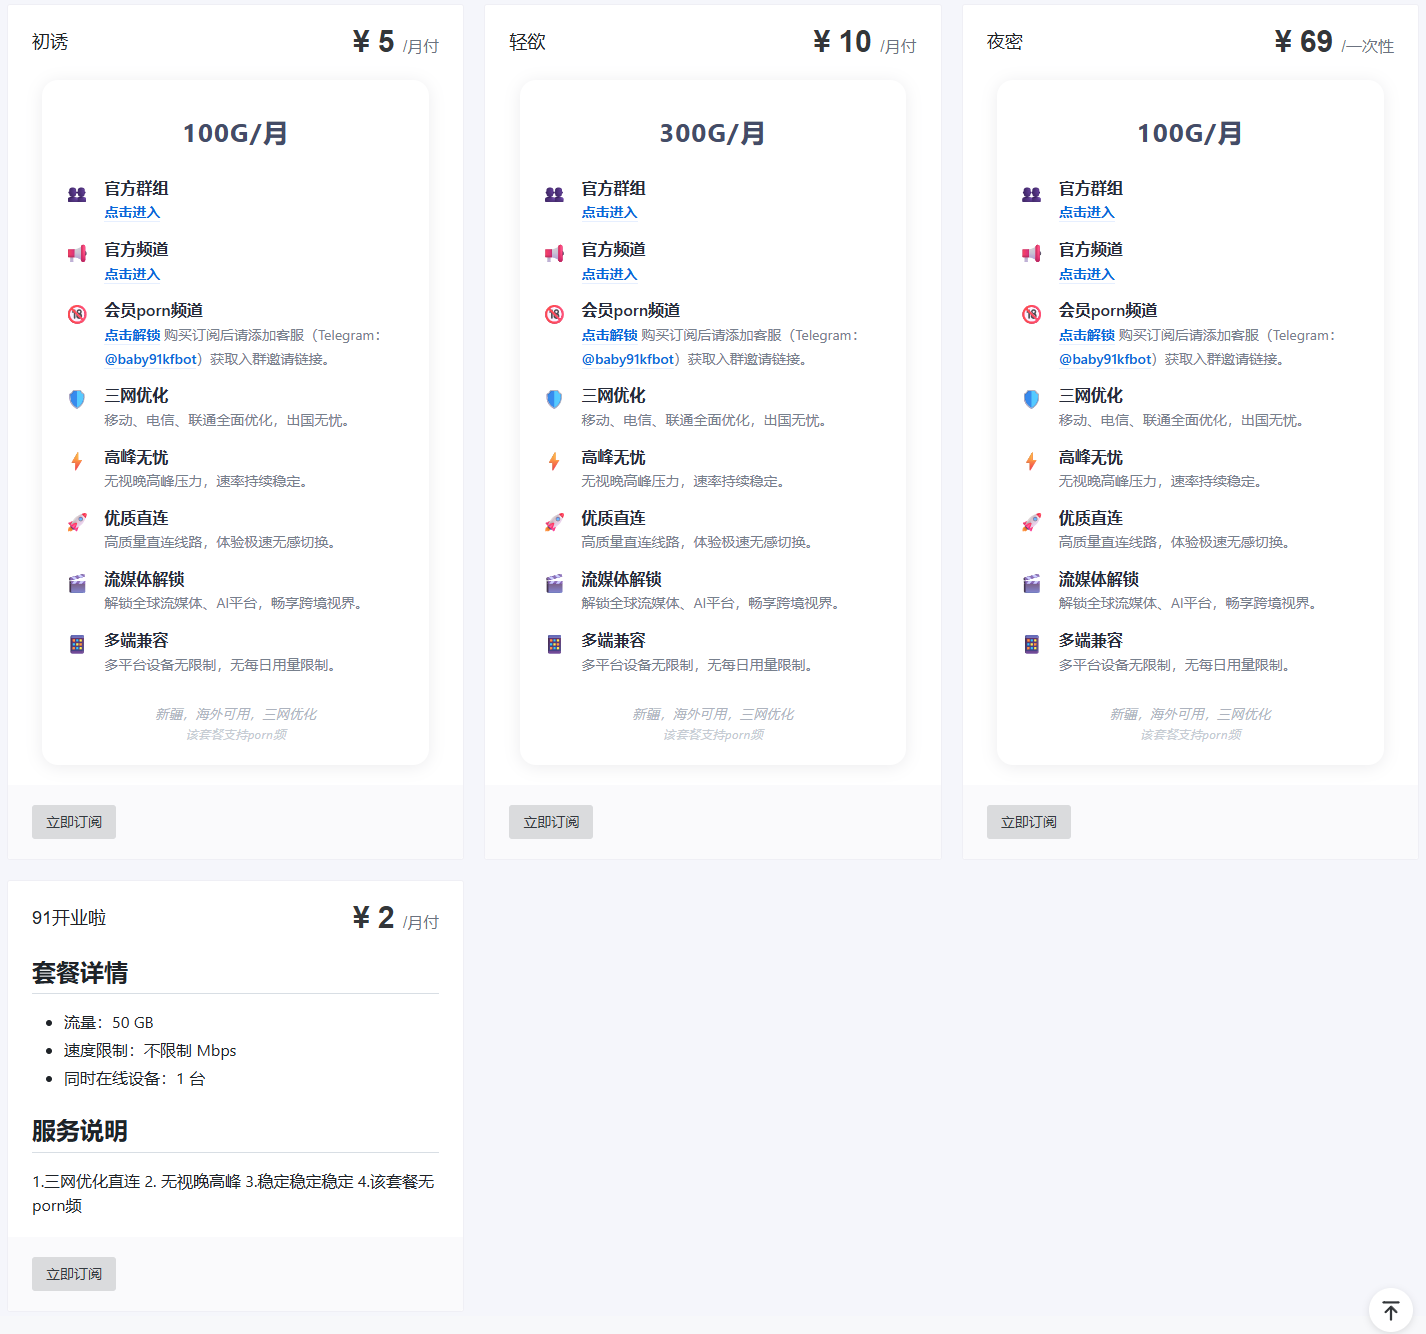 初诱
¥ 5 /月付
100G/月
官方群组
点击进入
官方频道
点击进入
会员porn频道
点击解锁 购买订阅后请添加客服（Telegram：
@baby91kfbot）获取入群邀请链接。
三网优化
移动、电信、联通全面优化，出国无忧。
高峰无忧
无视晚高峰压力，速率持续稳定。
优质直连
高质量直连线路，体验极速无感切换。
流媒体解锁
解锁全球流媒体、AI平台，畅享跨境视界。
多端兼容
多平台设备无限制，无每日用量限制。
新疆，海外可用，三网优化
该套餐支持porn频
立即订阅
轻欲
¥ 10 /月付
300G/月
官方群组
点击进入
官方频道
点击进入
会员porn频道
点击解锁 购买订阅后请添加客服（Telegram：
@baby91kfbot）获取入群邀请链接。
三网优化
移动、电信、联通全面优化，出国无忧。
高峰无忧
无视晚高峰压力，速率持续稳定。
优质直连
高质量直连线路，体验极速无感切换。
流媒体解锁
解锁全球流媒体、AI平台，畅享跨境视界。
多端兼容
多平台设备无限制，无每日用量限制。
新疆，海外可用，三网优化
该套餐支持porn频
立即订阅
夜密
¥ 69 /一次性
100G/月
官方群组
点击进入
官方频道
点击进入
会员porn频道
点击解锁 购买订阅后请添加客服（Telegram：
@baby91kfbot）获取入群邀请链接。
三网优化
移动、电信、联通全面优化，出国无忧。
高峰无忧
无视晚高峰压力，速率持续稳定。
优质直连
高质量直连线路，体验极速无感切换。
流媒体解锁
解锁全球流媒体、AI平台，畅享跨境视界。
多端兼容
多平台设备无限制，无每日用量限制。
新疆，海外可用，三网优化
该套餐支持porn频
立即订阅
91开业啦
¥ 2 /月付
套餐详情
• 流量：50 GB
• 速度限制：不限制 Mbps
• 同时在线设备：1 台
服务说明
1.三网优化直连 2. 无视晚高峰 3.稳定稳定稳定 4.该套餐无
porn频
立即订阅